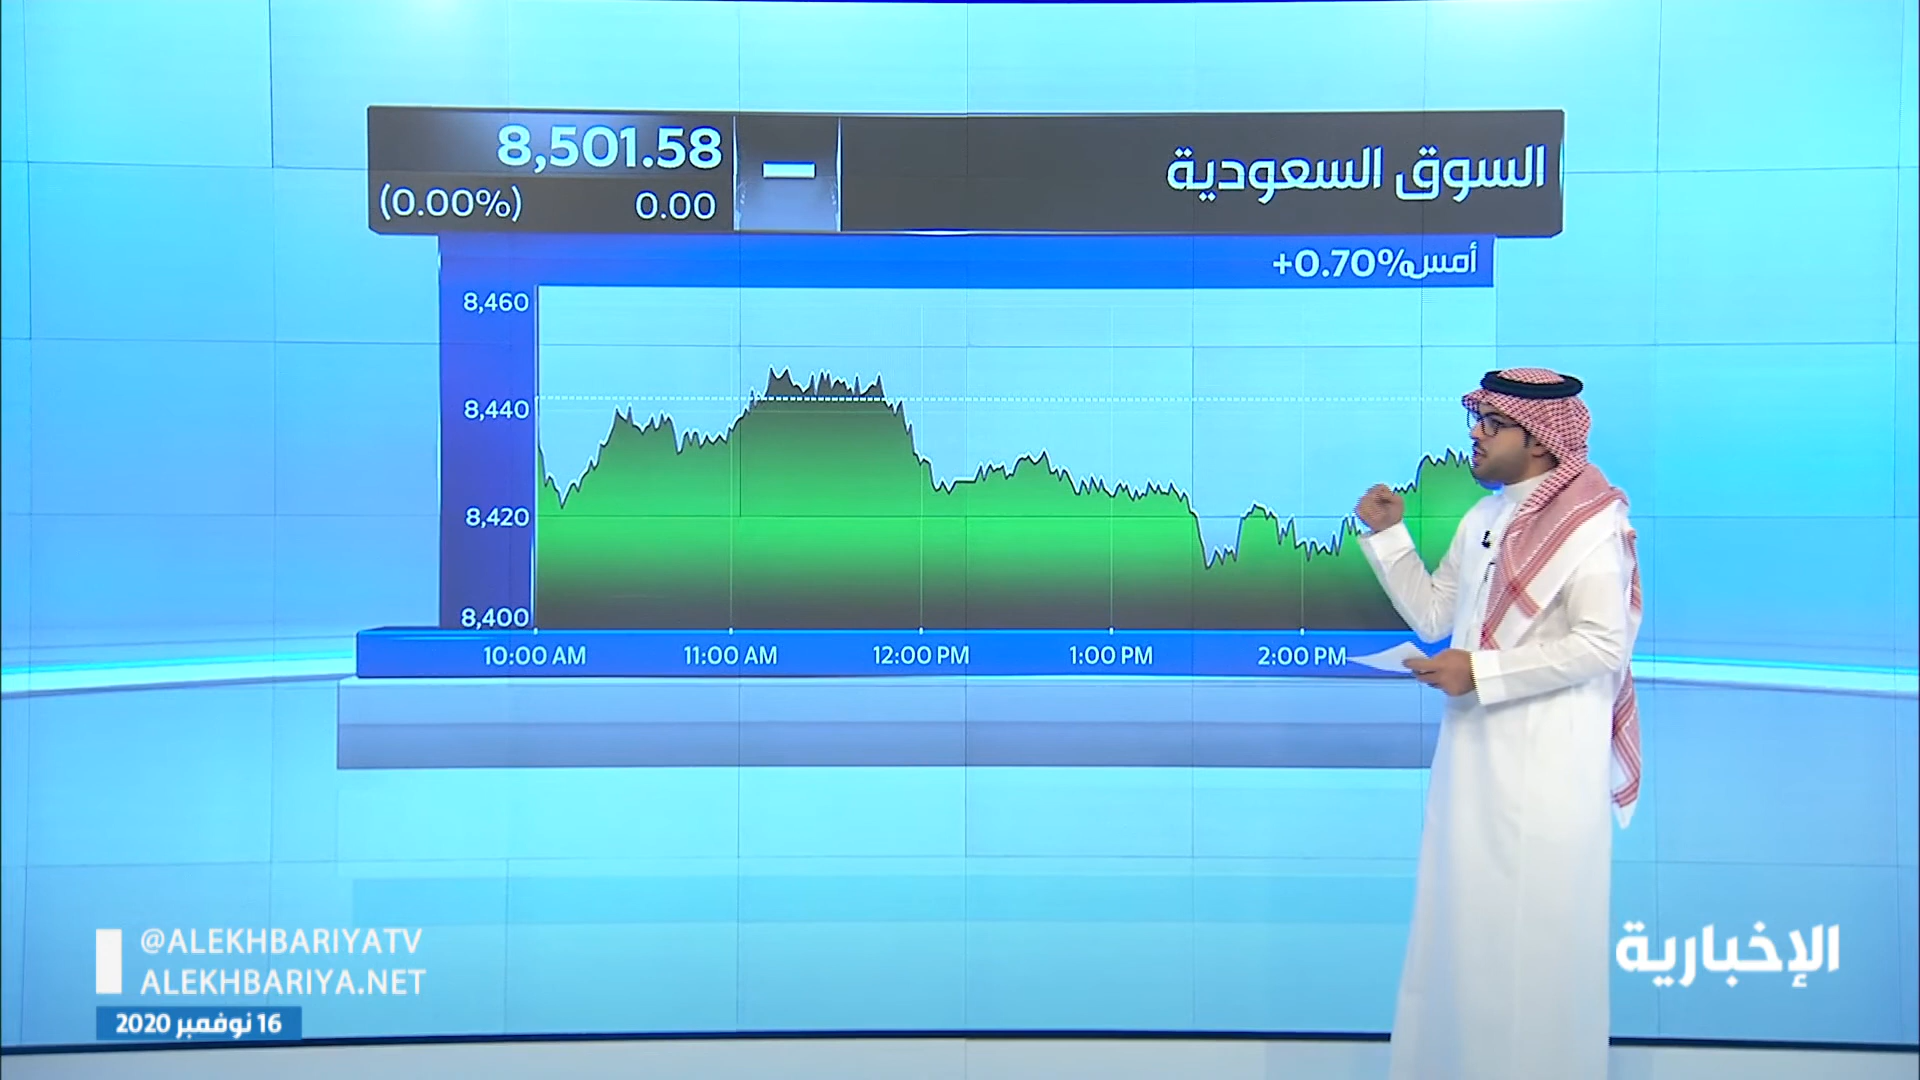 السوق السعودية
8,501.58
0.00
(0.00%)
أمس +0.70%
8,460
8,440
8,420
8,400
10:00 AM
11:00 AM
12:00 PM
1:00 PM
2:00 PM
@ALEKHBARIYATV
ALEKHBARIYA.NET
16 نوفمبر 2020
الإخبارية